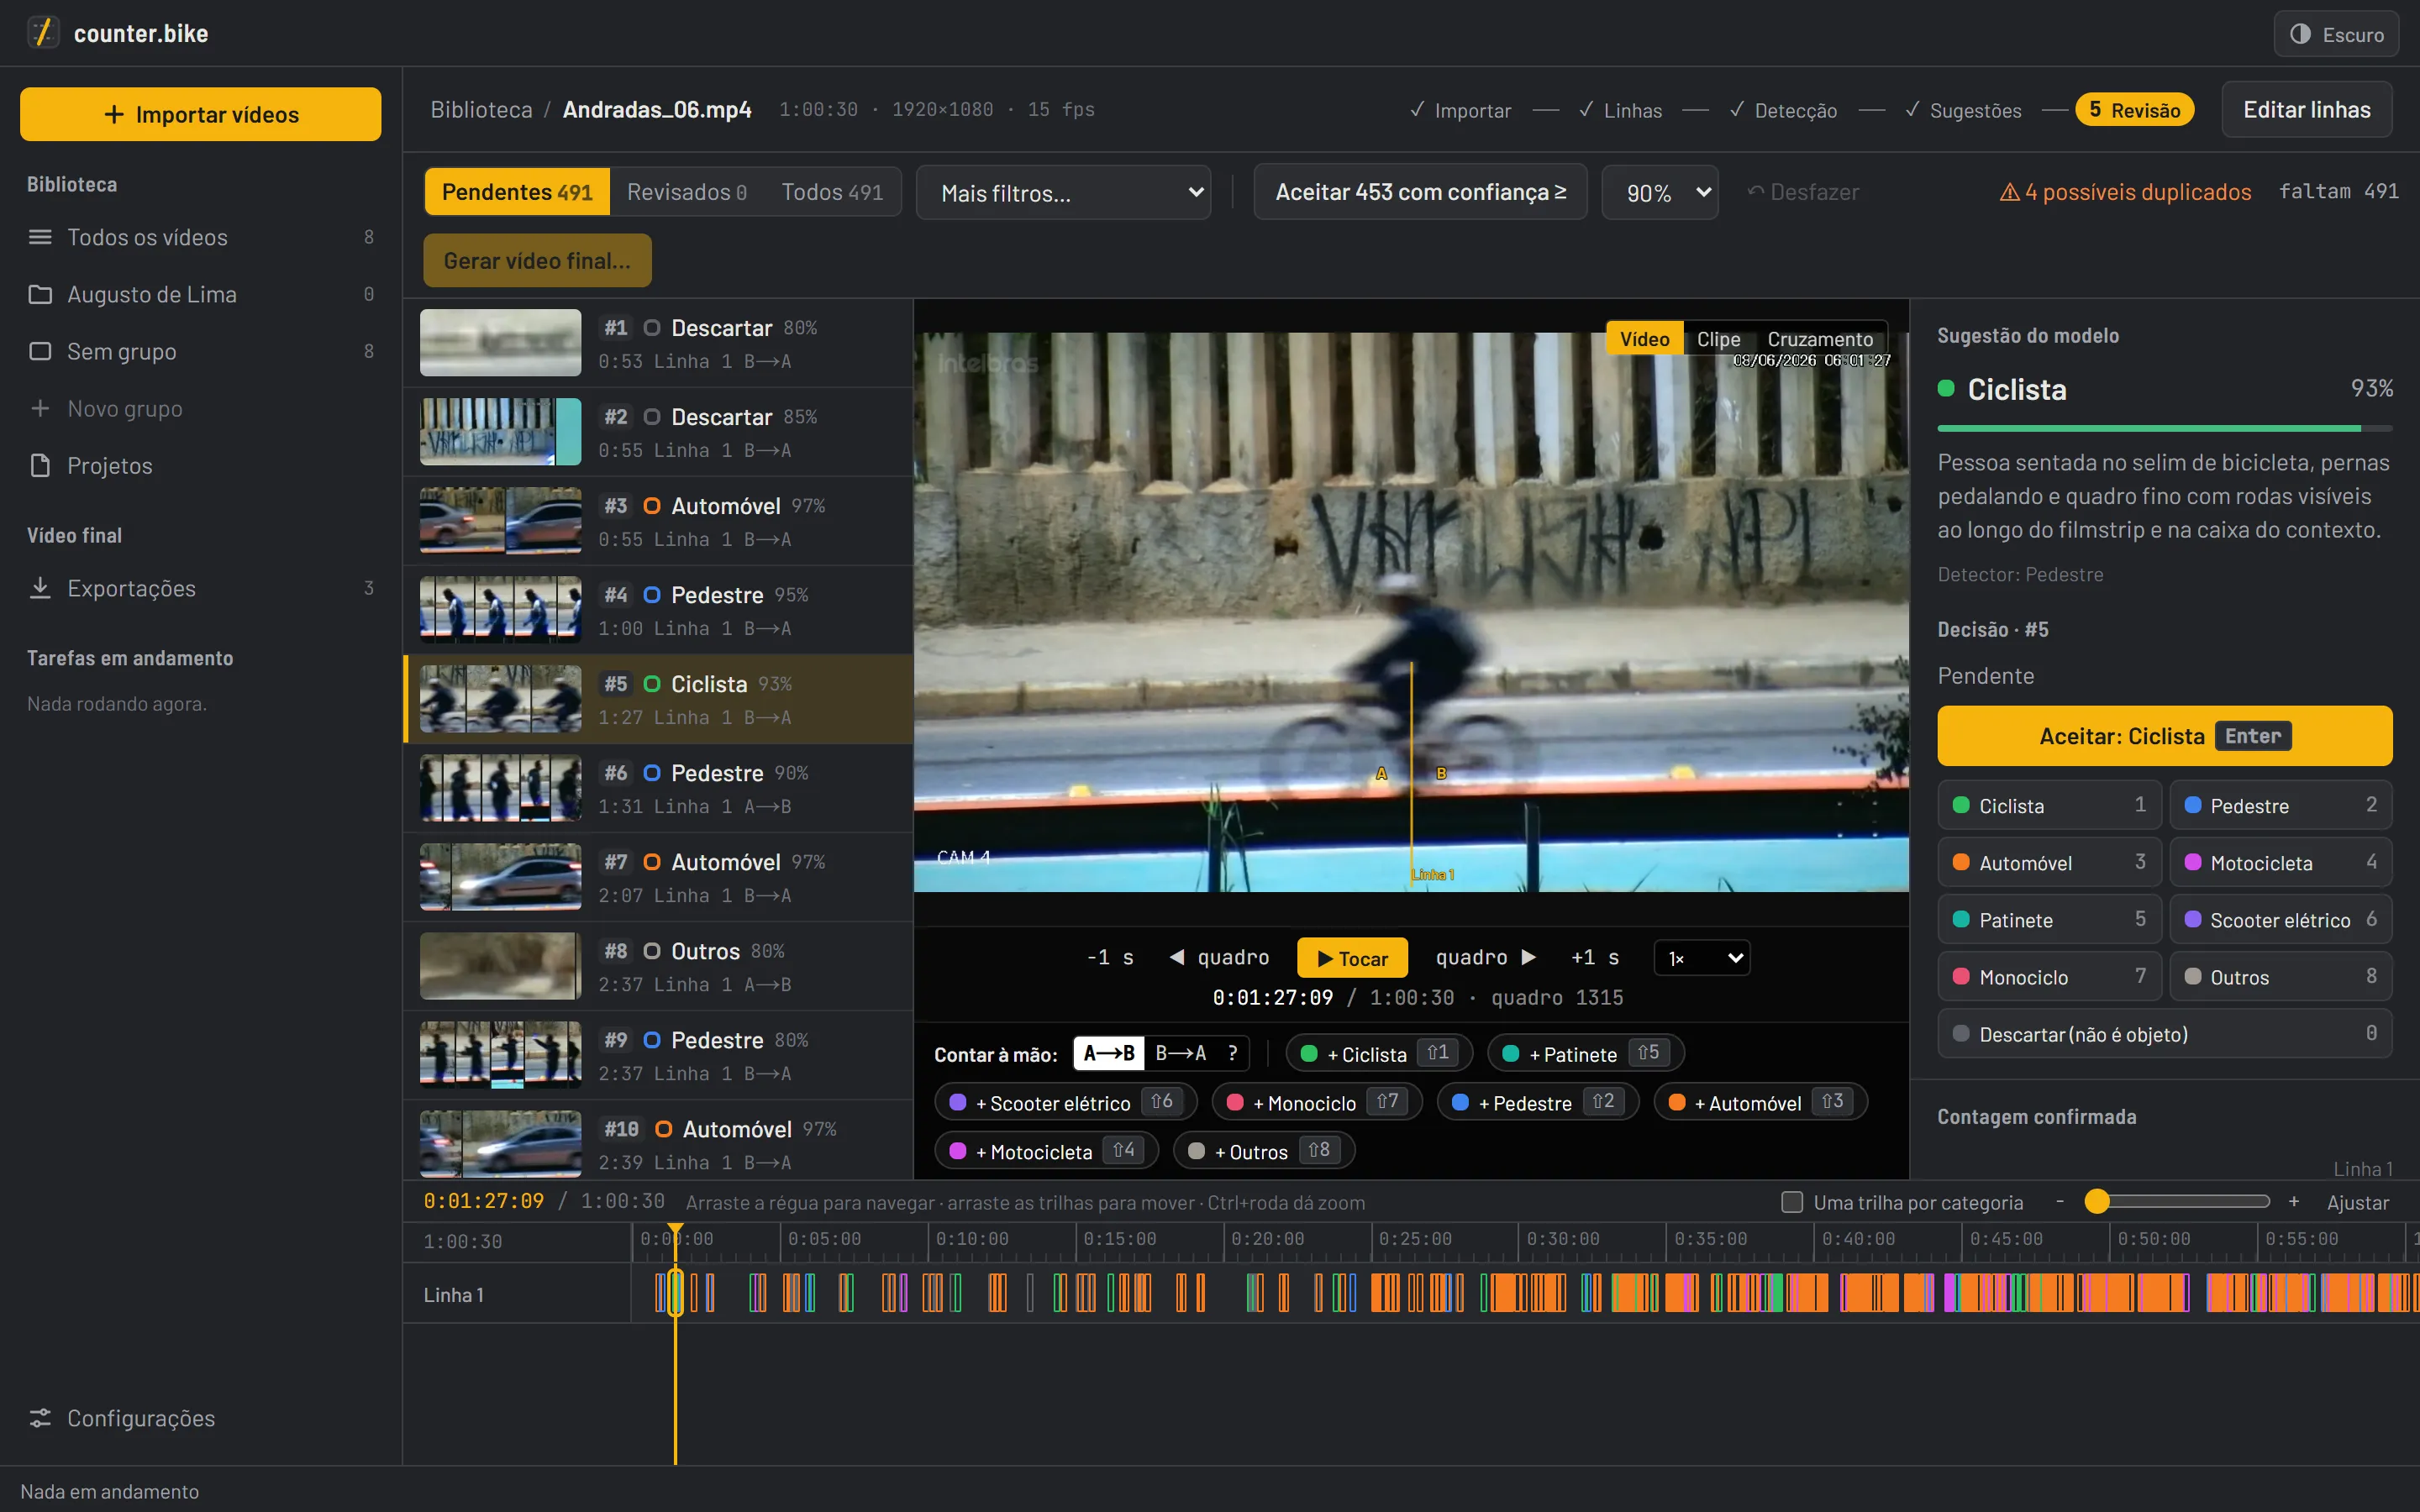 counter.bike
Escuro
Importar vídeos
Biblioteca
Todos os vídeos 8
Augusto de Lima 0
Sem grupo 8
Novo grupo
Projetos
Vídeo final
Exportações 3
Tarefas em andamento
Nada rodando agora.
Configurações
Nada em andamento
Biblioteca / Andradas_06.mp4 1:00:30 · 1920×1080 · 15 fps
✓ Importar — ✓ Linhas — ✓ Detecção — ✓ Sugestões — 5 Revisão
Editar linhas
Pendentes 491 Revisados 0 Todos 491
Mais filtros...
Aceitar 453 com confiança ≥ 90%
Desfazer
⚠ 4 possíveis duplicados
faltam 491
Gerar vídeo final...
#1 Descartar 80%
0:53 Linha 1 B→A
#2 Descartar 85%
0:55 Linha 1 B→A
#3 Automóvel 97%
0:55 Linha 1 B→A
#4 Pedestre 95%
1:00 Linha 1 B→A
#5 Ciclista 93%
1:27 Linha 1 B→A
#6 Pedestre 90%
1:31 Linha 1 A→B
#7 Automóvel 97%
2:07 Linha 1 B→A
#8 Outros 80%
2:37 Linha 1 A→B
#9 Pedestre 80%
2:37 Linha 1 B→A
#10 Automóvel 97%
2:39 Linha 1 B→A
Vídeo Clipe Cruzamento
intelbras
08/06/2026 06:01:27
A B
CAM 4
Linha 1
-1 s ◀ quadro ▶ Tocar quadro ▶ +1 s 1×
0:01:27:09 / 1:00:30 · quadro 1315
Contar à mão: A→B B→A ? + Ciclista ⇧1 + Patinete ⇧5
+ Scooter elétrico ⇧6 + Monociclo ⇧7 + Pedestre ⇧2 + Automóvel ⇧3
+ Motocicleta ⇧4 + Outros ⇧8
Sugestão do modelo
Ciclista 93%
Pessoa sentada no selim de bicicleta, pernas
pedalando e quadro fino com rodas visíveis
ao longo do filmstrip e na caixa do contexto.
Detector: Pedestre
Decisão · #5
Pendente
Aceitar: Ciclista Enter
Ciclista 1 Pedestre 2
Automóvel 3 Motocicleta 4
Patinete 5 Scooter elétrico 6
Monociclo 7 Outros 8
Descartar (não é objeto) 0
Contagem confirmada
Linha 1
0:01:27:09 / 1:00:30 Arraste a régua para navegar · arraste as trilhas para mover · Ctrl+roda dá zoom
Uma trilha por categoria - + Ajustar
1:00:30 0:00:00 0:05:00 0:10:00 0:15:00 0:20:00 0:25:00 0:30:00 0:35:00 0:40:00 0:45:00 0:50:00 0:55:00
Linha 1